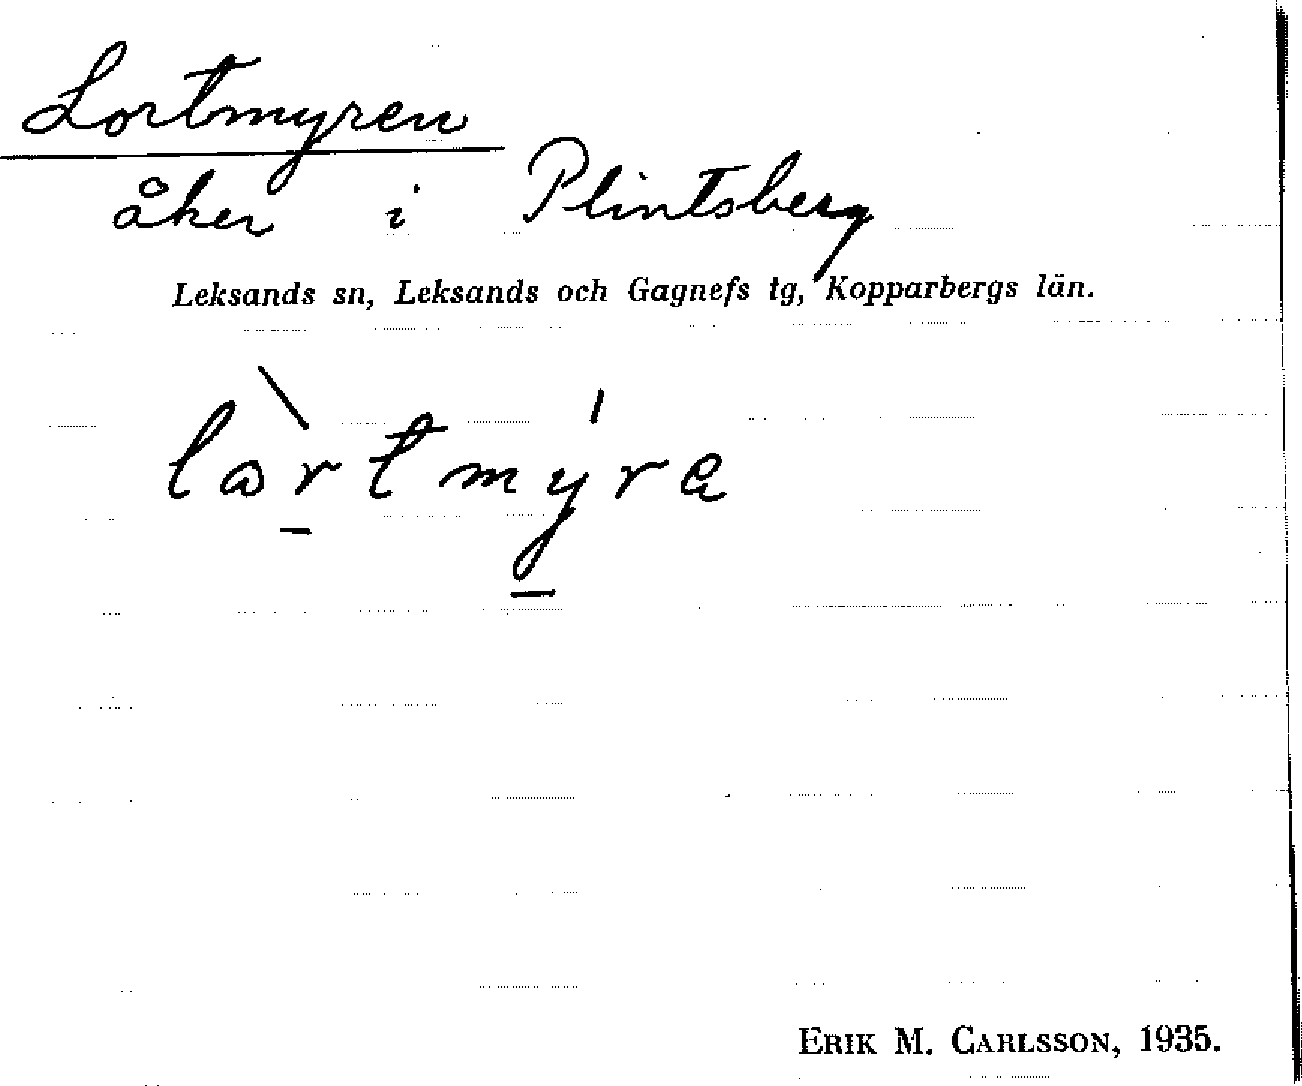 Lortmyren
åker i Plintsberg
Leksands sn, Leksands och Gagnefs tg, Kopparbergs län.
lòrtmýra
ERIK M. CARLSSON, 1935.